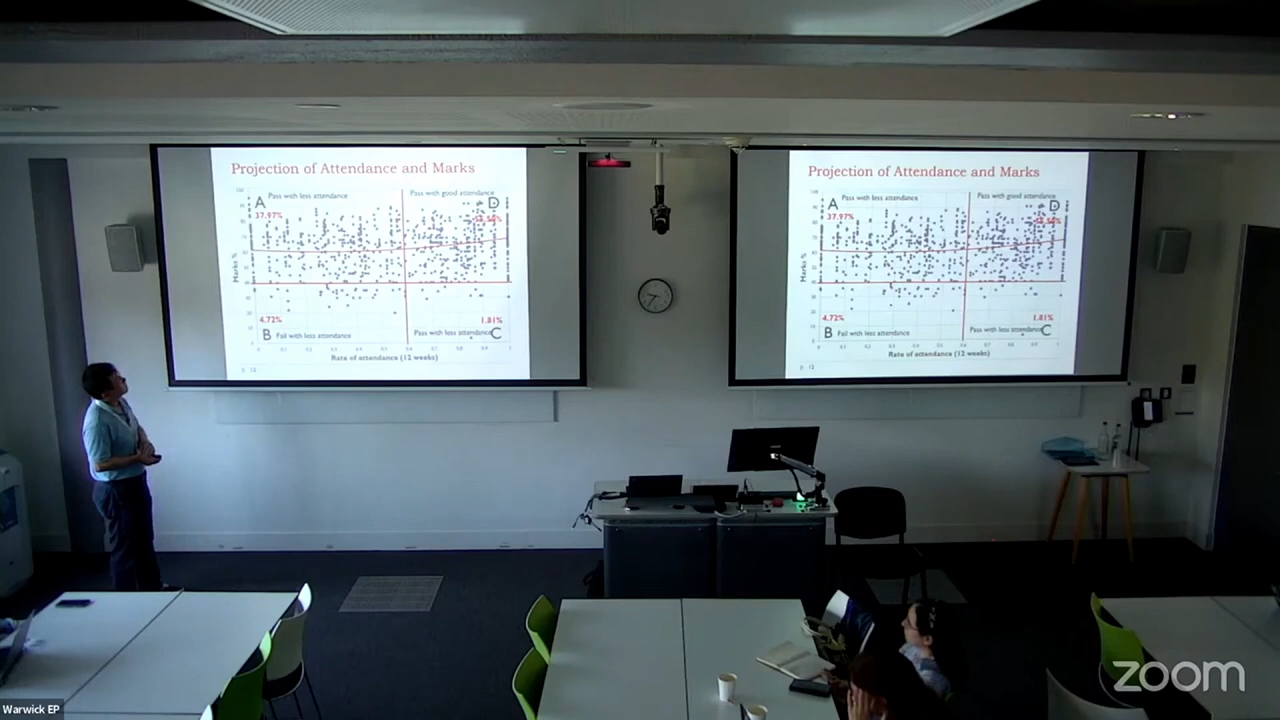 Projection of Attendance and Marks
A Pass with less attendance
Pass with good attendance D
37.97%
Marks %
4.72%
1.81%
B Fail with less attendance
Pass with less attendance C
Rate of attendance (12 weeks)
Projection of Attendance and Marks
A Pass with less attendance
Pass with good attendance D
37.97%
Marks %
4.72%
1.81%
B Fail with less attendance
Pass with less attendance C
Rate of attendance (12 weeks)
Warwick EP
zoom